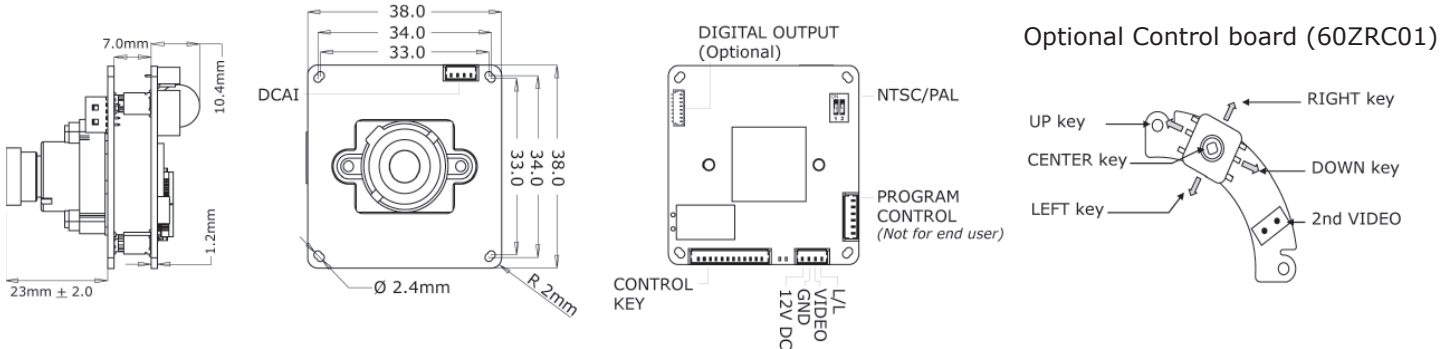 7.0mm
10.4mm
1.2mm
23mm ± 2.0
38.0
34.0
33.0
DCAI
33.0
34.0
38.0
Ø 2.4mm
R 2mm
DIGITAL OUTPUT
(Optional)
NTSC/PAL
PROGRAM
CONTROL
(Not for end user)
CONTROL
KEY
12V DC
GND
VIDEO
L/L
Optional Control board (60ZRC01)
RIGHT key
UP key
CENTER key
DOWN key
LEFT key
2nd VIDEO